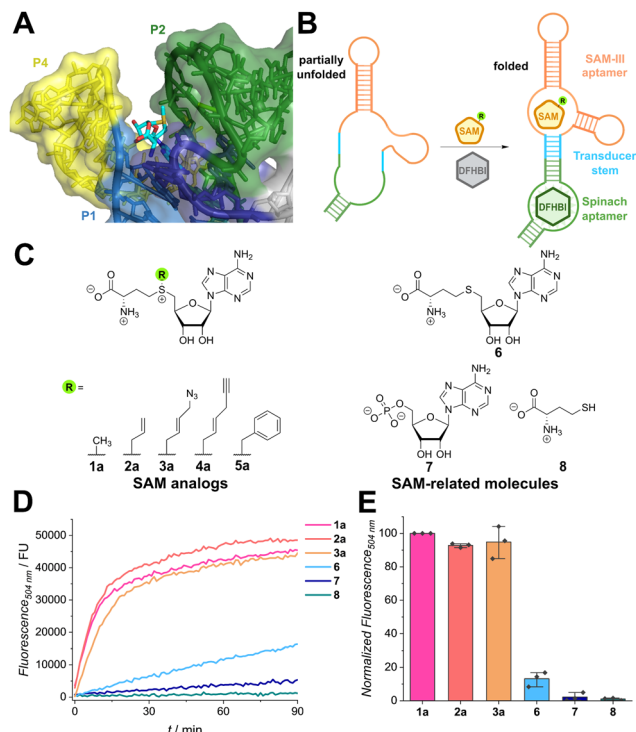 A
P4
P2
P1
B
partially
unfolded
SAM
R
DFHBI
folded
SAM
R
DFHBI
SAM-III
aptamer
Transducer
stem
Spinach
aptamer
C
O
⊖O
NH3
⊕
R
S
⊕
O
OH OH
NH2
N
N
N
N
O
⊖O
NH3
⊕
S
O
OH OH
NH2
N
N
N
N
6
R =
CH3
N3
1a 2a 3a 4a 5a
SAM analogs
O
⊖O P O
O
⊖
O
OH OH
NH2
N
N
N
N
7
O
⊖O
NH3
⊕
SH
8
SAM-related molecules
D
Fluorescence504 nm / FU
50000
40000
30000
20000
10000
0
0 30 60 90
t / min
1a
2a
3a
6
7
8
E
Normalized Fluorescence504 nm
100
80
60
40
20
0
1a 2a 3a 6 7 8